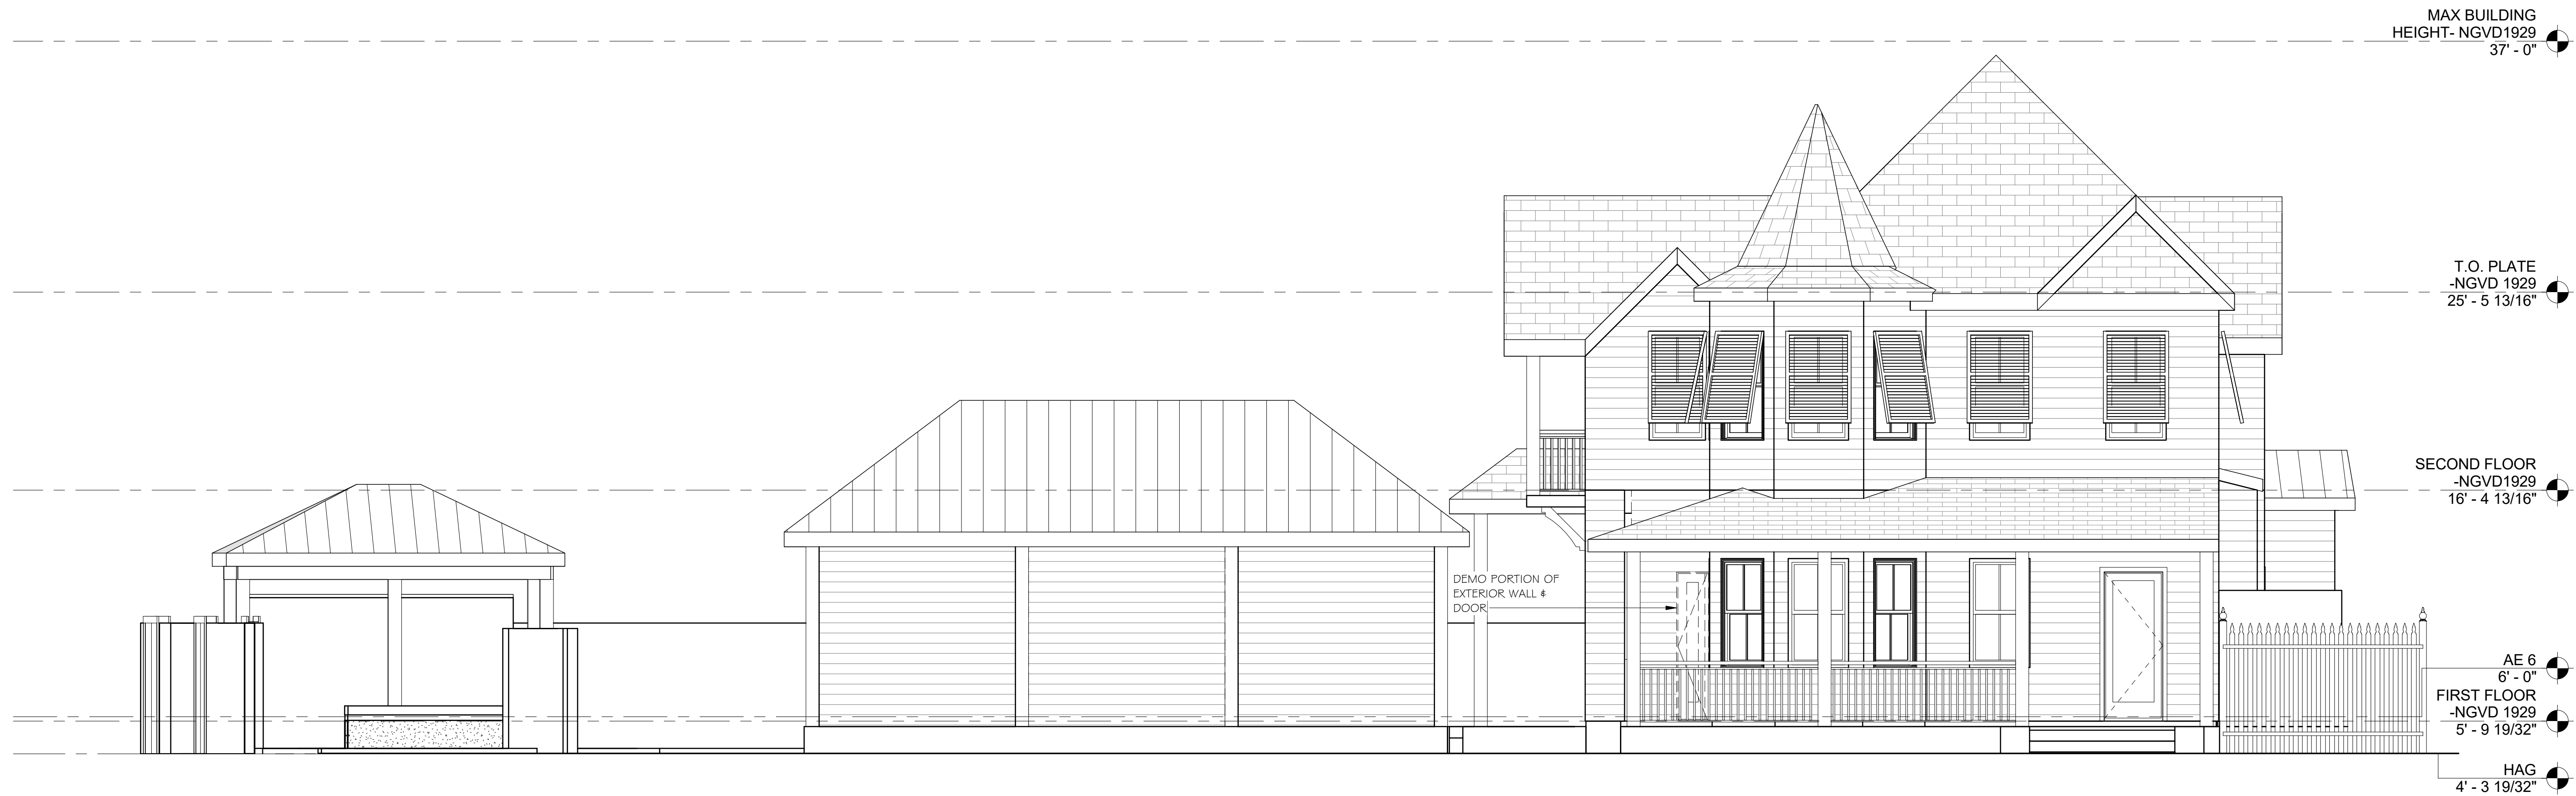 MAX BUILDING
HEIGHT- NGVD1929
37' - 0"
T.O. PLATE
-NGVD 1929
25' - 5 13/16"
SECOND FLOOR
-NGVD1929
16' - 4 13/16"
DEMO PORTION OF
EXTERIOR WALL &
DOOR
AE 6
6' - 0"
FIRST FLOOR
-NGVD 1929
5' - 9 19/32"
HAG
4' - 3 19/32"